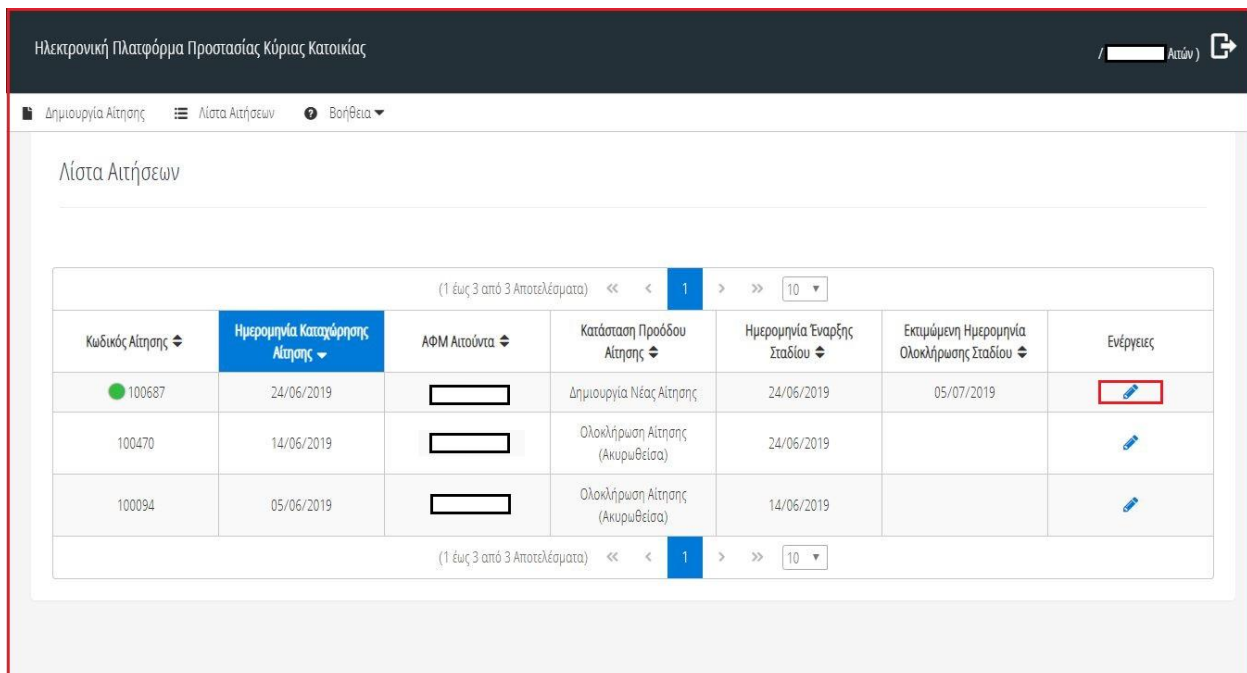 Ηλεκτρονική Πλατφόρμα Προστασίας Κύριας Κατοικίας
/ Αιτών )
Δημιουργία Αίτησης Λίστα Αιτήσεων Βοήθεια
Λίστα Αιτήσεων
(1 έως 3 από 3 Αποτελέσματα) << < 1 > >> 10
Κωδικός Αίτησης Ημερομηνία Καταχώρησης Αίτησης ΑΦΜ Αιτούντα Κατάσταση Προόδου Αίτησης Ημερομηνία Έναρξης Σταδίου Εκτιμώμενη Ημερομηνία Ολοκλήρωσης Σταδίου Ενέργειες
100687 24/06/2019 Δημιουργία Νέας Αίτησης 24/06/2019 05/07/2019
100470 14/06/2019 Ολοκλήρωση Αίτησης (Ακυρωθείσα) 24/06/2019
100094 05/06/2019 Ολοκλήρωση Αίτησης (Ακυρωθείσα) 14/06/2019
(1 έως 3 από 3 Αποτελέσματα) << < 1 > >> 10